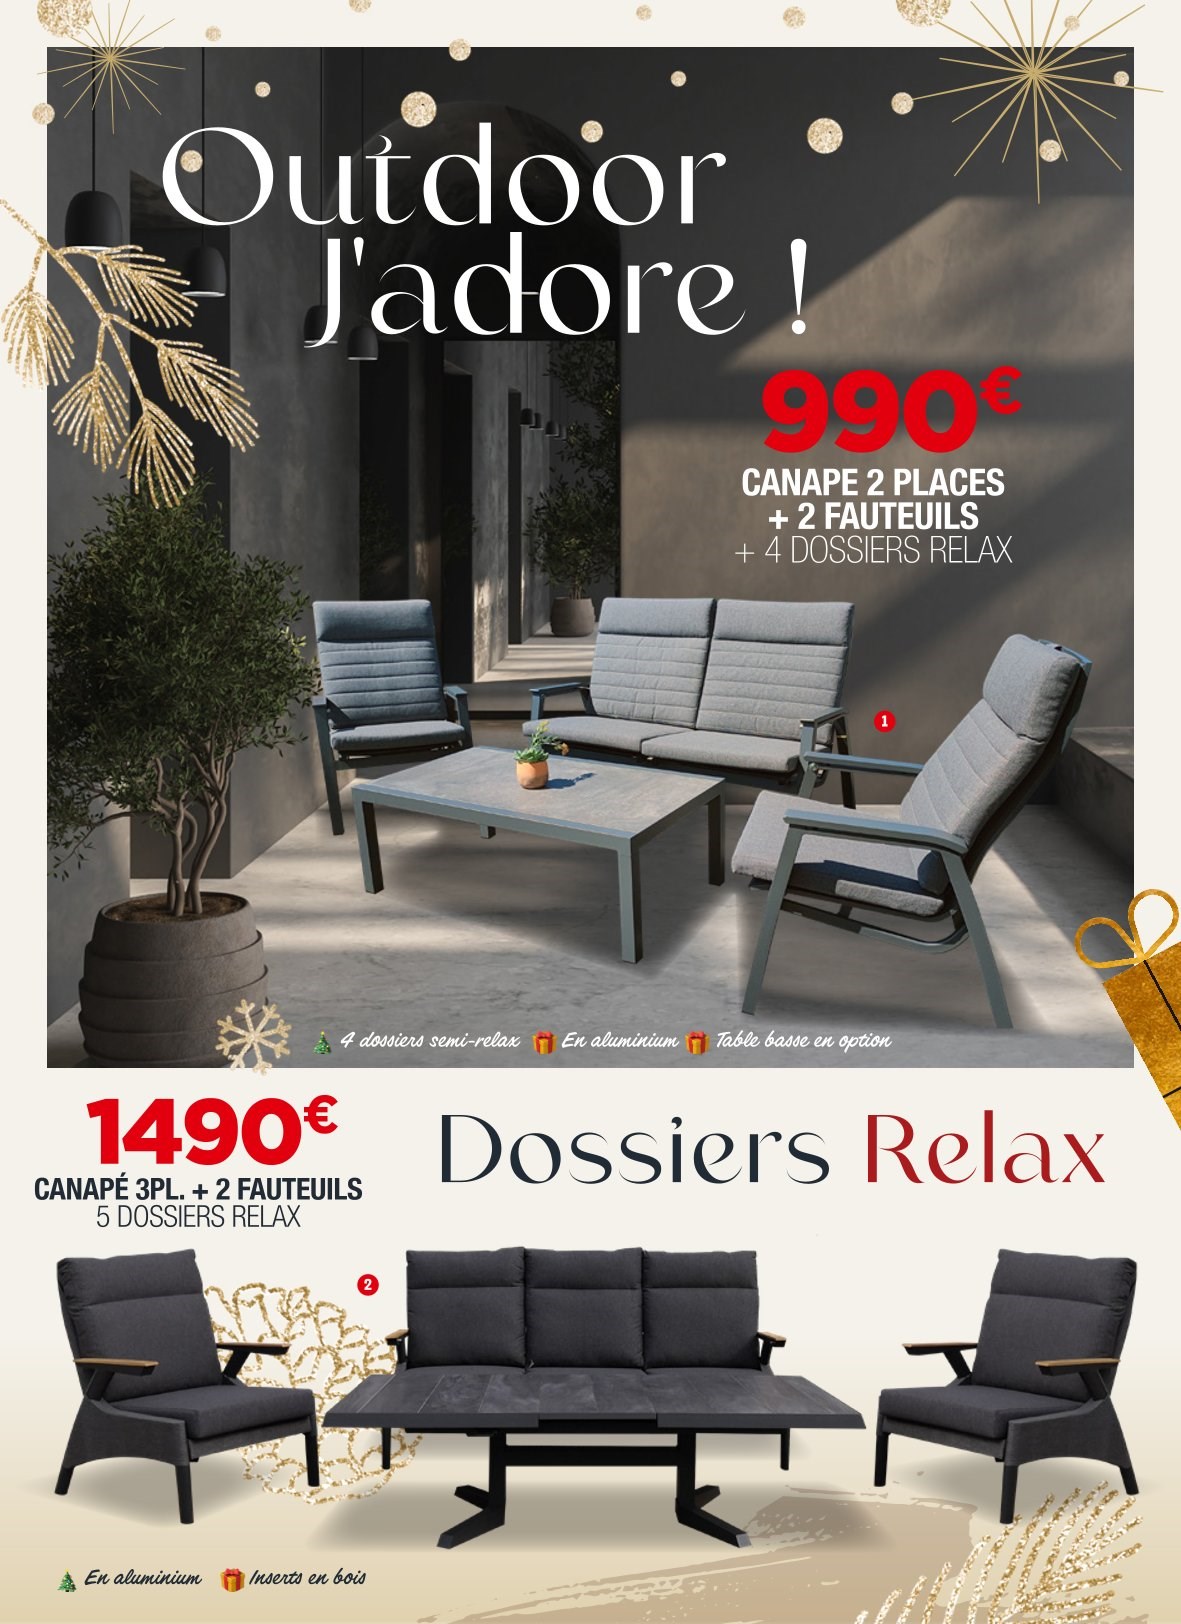 Outdoor
J'adore !
990€
CANAPE 2 PLACES
+ 2 FAUTEUILS
+ 4 DOSSIERS RELAX
1
4 dossiers semi-relax En aluminium Table basse en option
1490€
CANAPÉ 3PL. + 2 FAUTEUILS
5 DOSSIERS RELAX
Dossiers Relax
2
En aluminium Inserts en bois